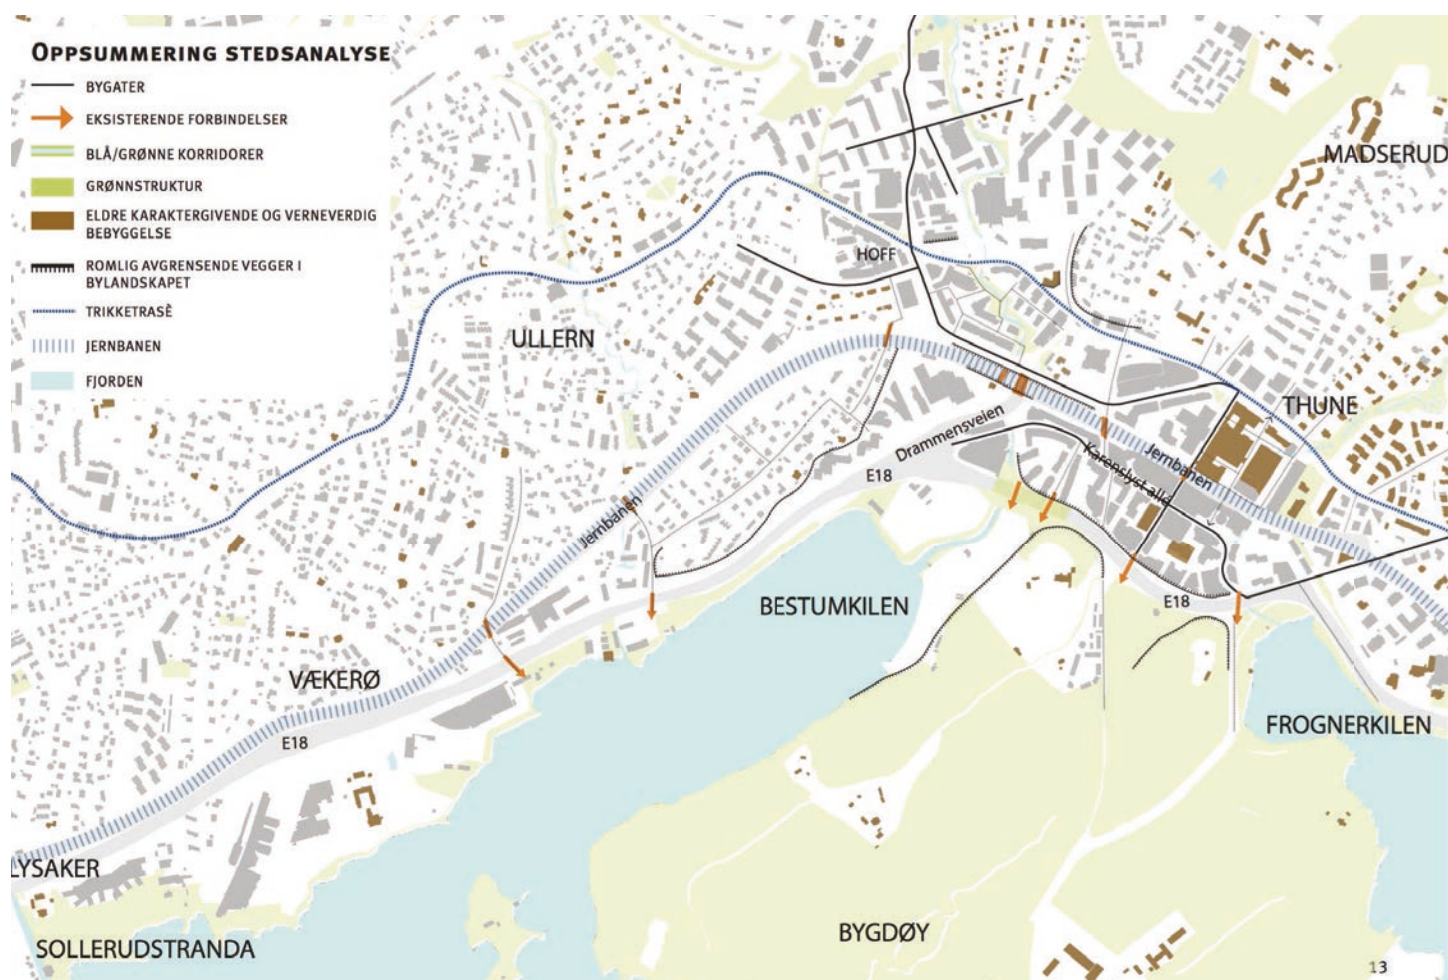 OPPSUMMERING STEDSANALYSE
BYGATER
EKSISTERENDE FORBINDELSER
BLÅ/GRØNNE KORRIDORER
GRØNNSTRUKTUR
ELDRE KARAKTERGIVENDE OG VERNEVERDIG
BEBYGGELSE
ROMLIG AVGRENSENDE VEGGER I
BYLANDSKAPET
TRIKKETRASÈ
JERNBANEN
FJORDEN
MADSERUD
HOFF
ULLERN
THUNE
Drammensveien
Jernbanen
Karenslyst allé
E18
Jernbanen
BESTUMKILEN
E18
VÆKERØ
FROGNERKILEN
E18
LYSAKER
BYGDØY
SOLLERUDSTRANDA
13